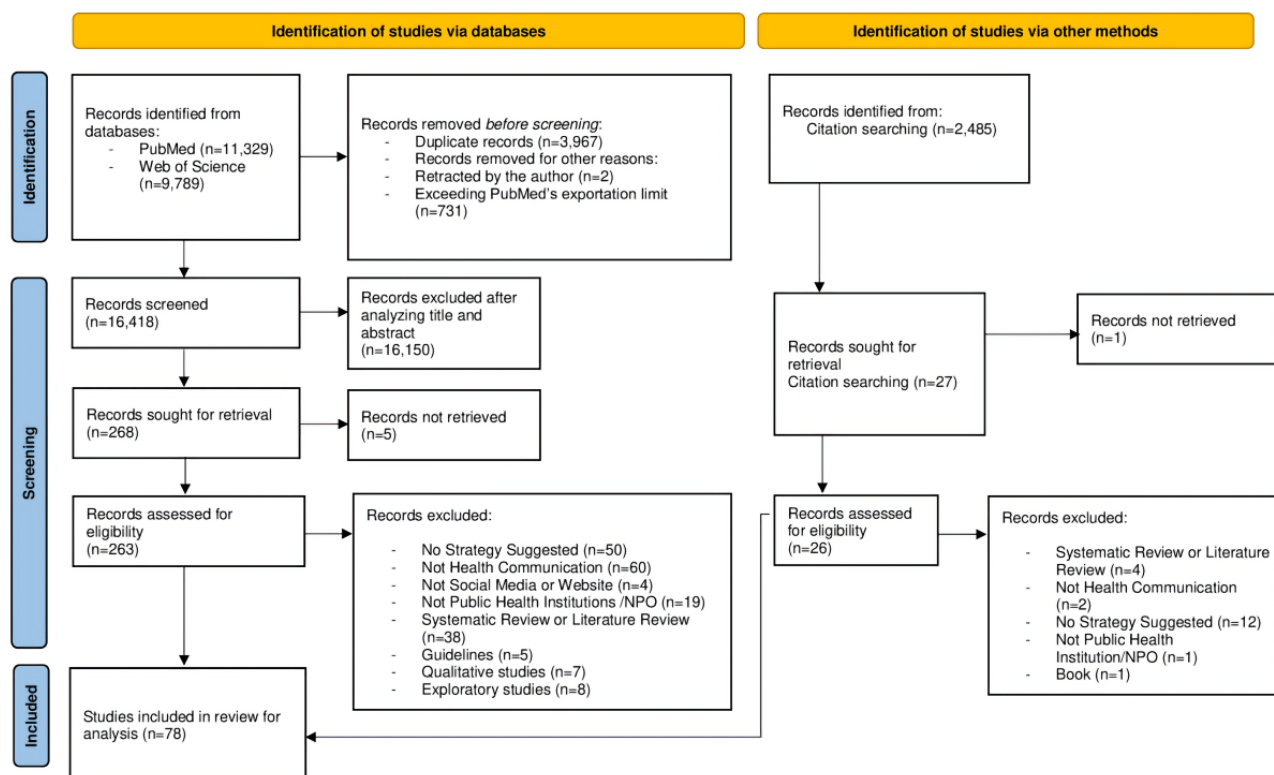 Identification of studies via databases
Identification of studies via other methods
Identification
Records identified from
databases:
- PubMed (n=11,329)
- Web of Science
(n=9,789)
Records removed before screening:
- Duplicate records (n=3,967)
- Records removed for other reasons:
- Retracted by the author (n=2)
- Exceeding PubMed's exportation limit
(n=731)
Records identified from:
Citation searching (n=2,485)
Screening
Records screened
(n=16,418)
Records excluded after
analyzing title and
abstract
(n=16,150)
Records sought for retrieval
(n=268)
Records not retrieved
(n=5)
Records sought for
retrieval
Citation searching (n=27)
Records not retrieved
(n=1)
Records assessed for
eligibility
(n=263)
Records excluded:
- No Strategy Suggested (n=50)
- Not Health Communication (n=60)
- Not Social Media or Website (n=4)
- Not Public Health Institutions /NPO (n=19)
- Systematic Review or Literature Review
(n=38)
- Guidelines (n=5)
- Qualitative studies (n=7)
- Exploratory studies (n=8)
Records assessed
for eligibility
(n=26)
Records excluded:
- Systematic Review or Literature
Review (n=4)
- Not Health Communication
(n=2)
- No Strategy Suggested (n=12)
- Not Public Health
Institution/NPO (n=1)
- Book (n=1)
Included
Studies included in review for
analysis (n=78)